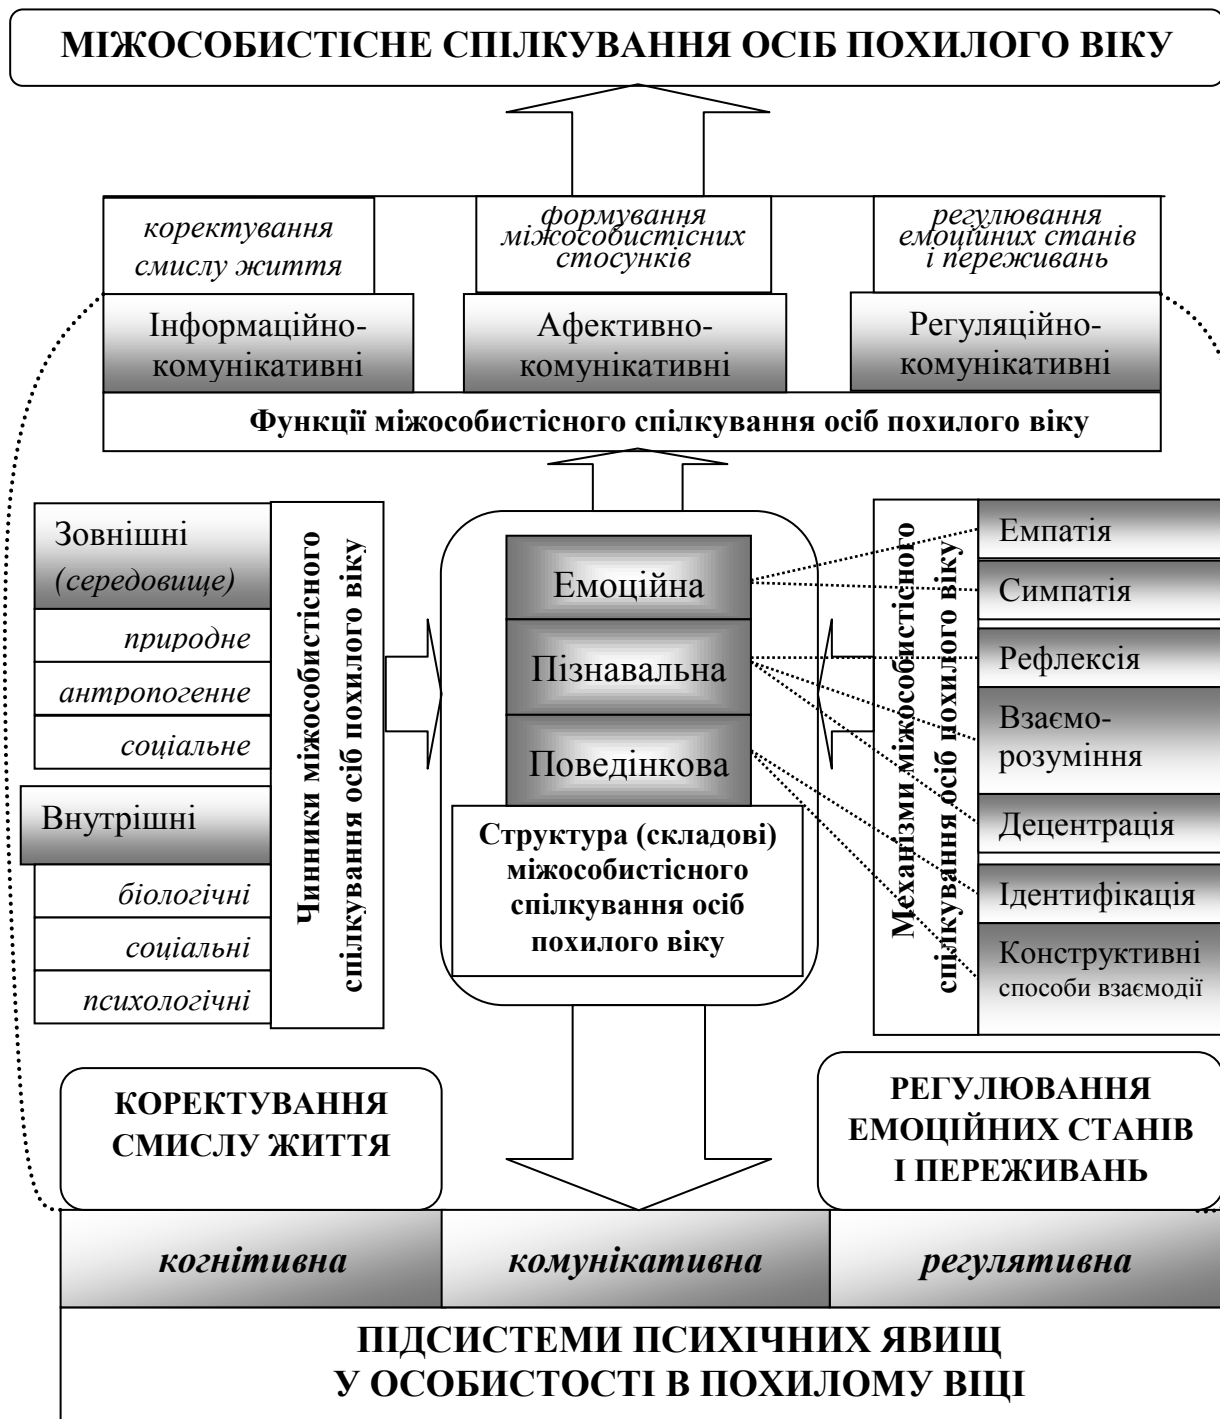 МІЖОСОБИСТІСНЕ СПІЛКУВАННЯ ОСІБ ПОХИЛОГО ВІКУ
коректування
смислу життя
формування
міжособистісних
стосунків
регулювання
емоційних станів
і переживань
Інформаційно-
комунікативні
Афективно-
комунікативні
Регуляційно-
комунікативні
Функції міжособистісного спілкування осіб похилого віку
Зовнішні
(середовище)
природне
антропогенне
соціальне
Внутрішні
біологічні
соціальні
психологічні
Чинники міжособистісного
спілкування осіб похилого віку
Емоційна
Пізнавальна
Поведінкова
Структура (складові)
міжособистісного
спілкування осіб
похилого віку
Механізми міжособистісного
спілкування осіб похилого віку
Емпатія
Симпатія
Рефлексія
Взаємо-
розуміння
Децентрація
Ідентифікація
Конструктивні
способи взаємодії
КОРЕКТУВАННЯ
СМИСЛУ ЖИТТЯ
РЕГУЛЮВАННЯ
ЕМОЦІЙНИХ СТАНІВ
І ПЕРЕЖИВАНЬ
когнітивна
комунікативна
регулятивна
ПІДСИСТЕМИ ПСИХІЧНИХ ЯВИЩ
У ОСОБИСТОСТІ В ПОХИЛОМУ ВІЦІ